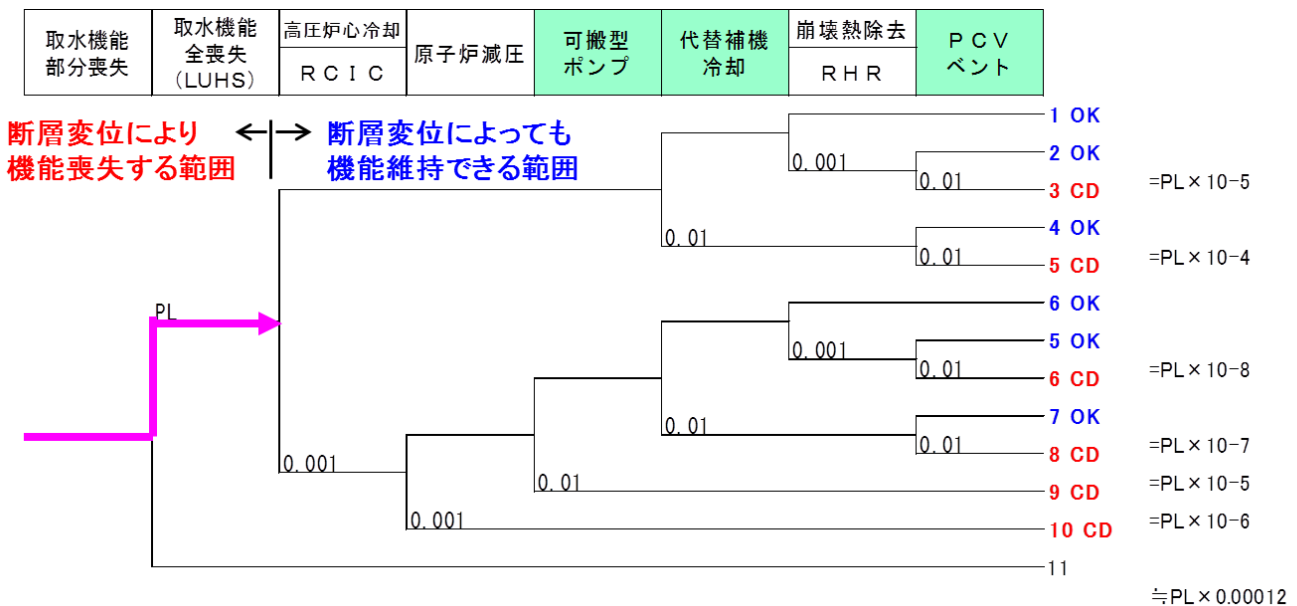 取水機能
部分喪失
取水機能
全喪失
(LUHS)
高圧炉心冷却
ＲＣＩＣ
原子炉減圧
可搬型
ポンプ
代替補機
冷却
崩壊熱除去
ＲＨＲ
ＰＣＶ
ベント
断層変位により
機能喪失する範囲
断層変位によっても
機能維持できる範囲
1 OK
2 OK
0.001
0.01
3 CD
=PL×10-5
4 OK
0.01
0.01
5 CD
=PL×10-4
PL
6 OK
5 OK
0.001
0.01
6 CD
=PL×10-8
7 OK
0.01
0.01
8 CD
=PL×10-7
0.001
0.01
9 CD
=PL×10-5
0.001
10 CD
=PL×10-6
11
≒PL×0.00012